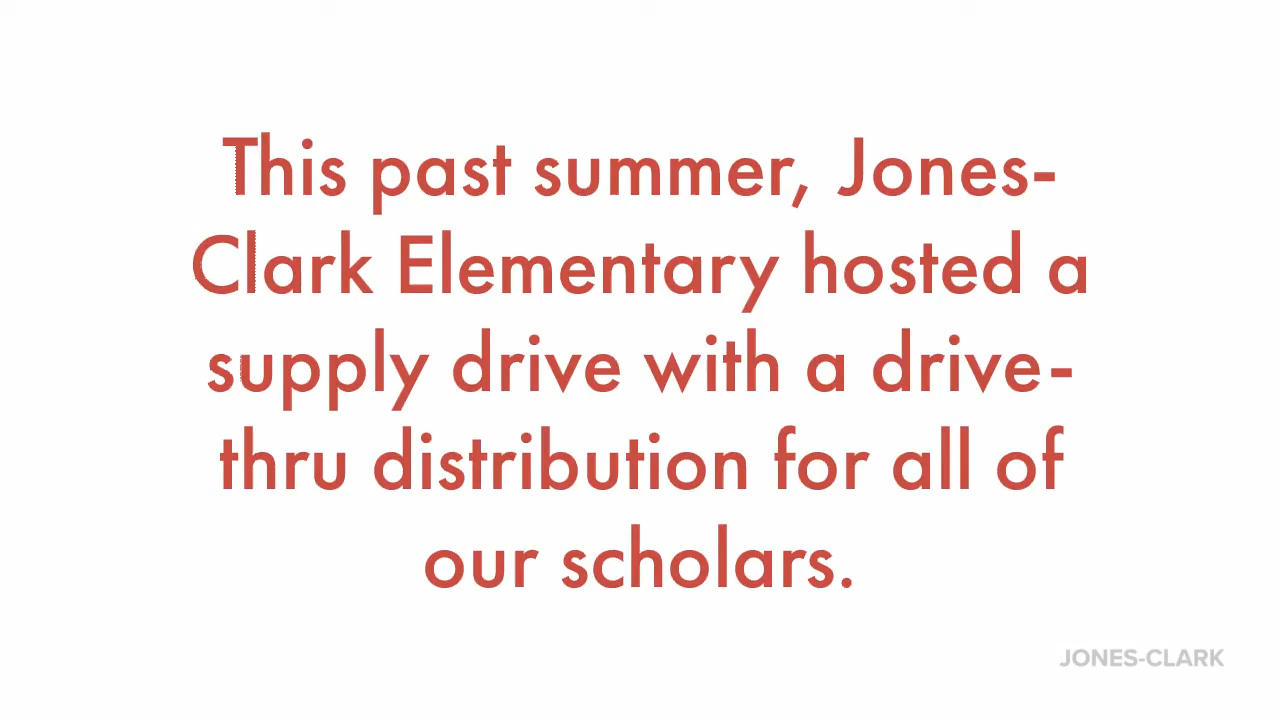 This past summer, Jones-
Clark Elementary hosted a
supply drive with a drive-
thru distribution for all of
our scholars.
JONES-CLARK